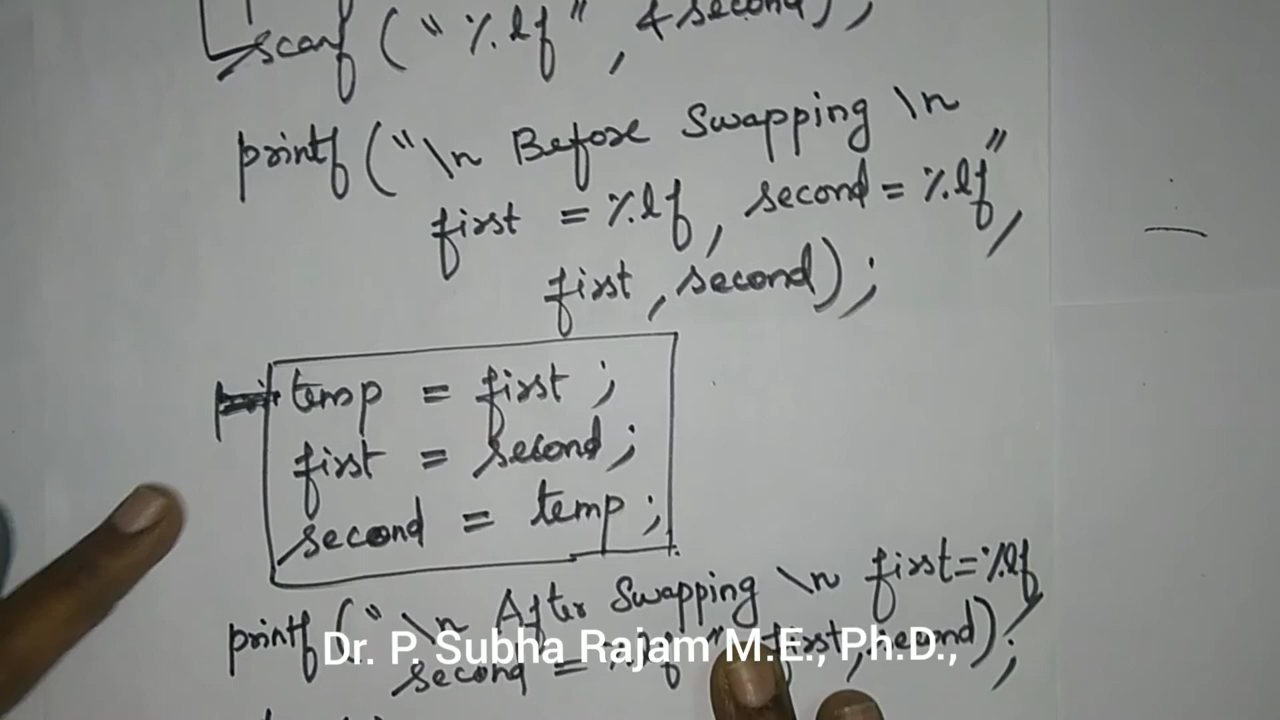 scanf ("%lf", &second);
printf ("\n Before Swapping \n
first = %lf, second = %lf",
first, second);
temp = first;
first = second;
second = temp;
printf (" \n After Swapping \n first=%lf
second = %lf", first, second);
Dr. P. Subha Rajam M.E., Ph.D.,